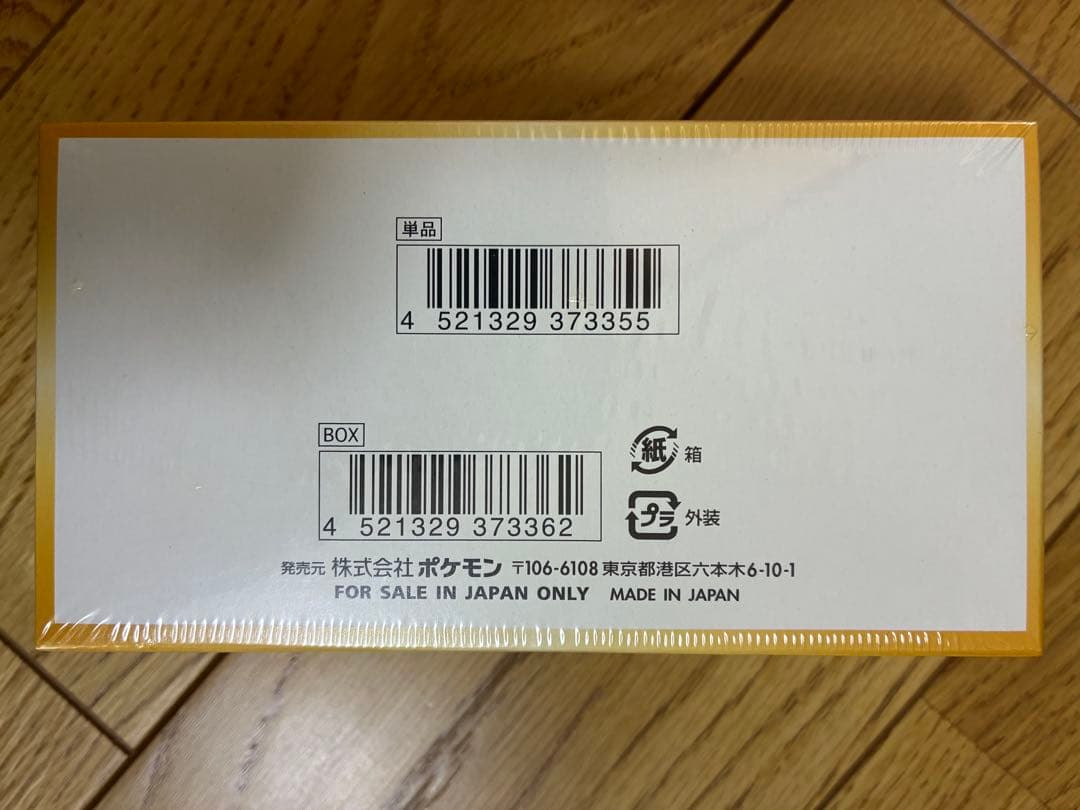 単品
4 521329 373355
BOX
4 521329 373362
紙 箱
プラ 外装
発売元 株式会社 ポケモン 〒106-6108 東京都港区六本木6-10-1
FOR SALE IN JAPAN ONLY MADE IN JAPAN